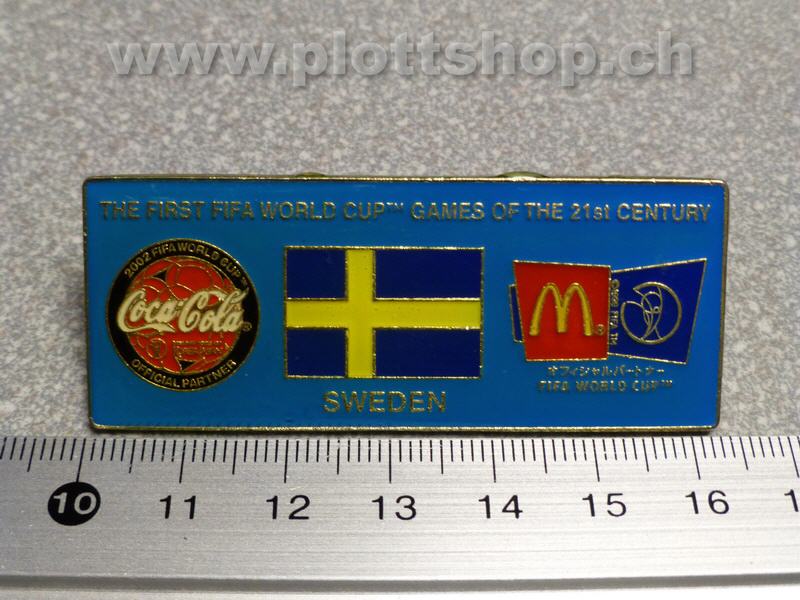 www.plottshop.ch
THE FIRST FIFA WORLD CUP™ GAMES OF THE 21st CENTURY
2002 FIFA WORLD CUP™
Coca-Cola®
OFFICIAL PARTNER
SWEDEN
M®
オフィシャルパートナー
FIFA WORLD CUP™
10 11 12 13 14 15 16 1